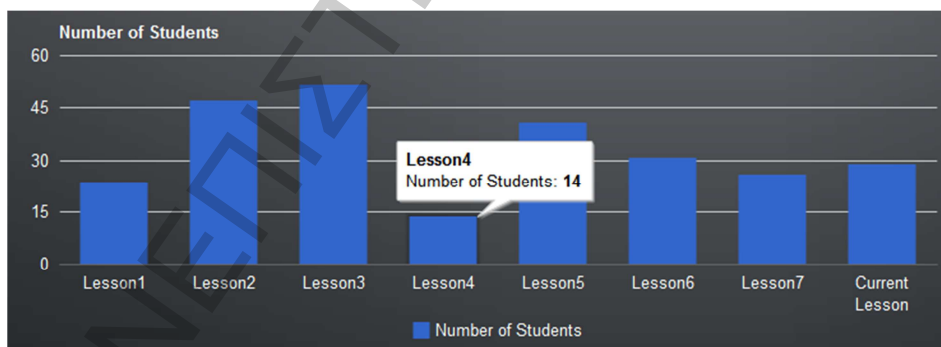 Number of Students
60
45
30
15
0
Lesson4
Number of Students: 14
Lesson1
Lesson2
Lesson3
Lesson4
Lesson5
Lesson6
Lesson7
Current
Lesson
Number of Students
ΝΕΠΙΣΤ